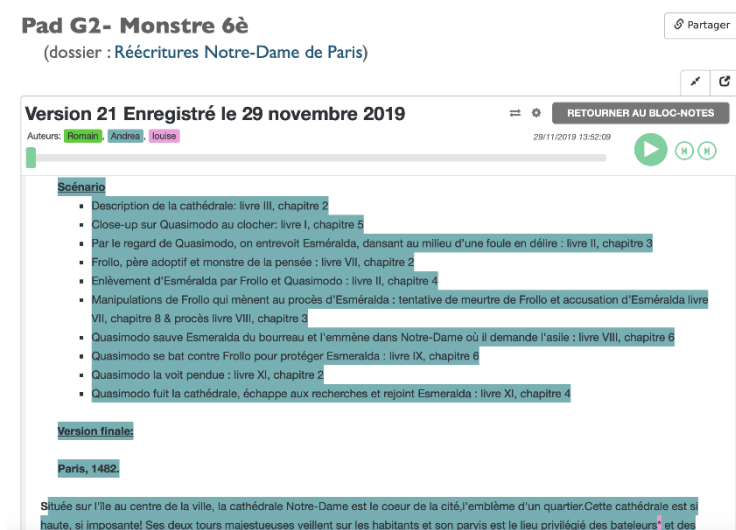 Pad G2- Monstre 6è
Partager
(dossier : Réécritures Notre-Dame de Paris)
Version 21 Enregistré le 29 novembre 2019
RETOURNER AU BLOC-NOTES
Auteurs: Romain, Andrea, louise
29/11/2019 13:52:09
Scénario
Description de la cathédrale: livre III, chapitre 2
Close-up sur Quasimodo au clocher: livre I, chapitre 5
Par le regard de Quasimodo, on entrevoit Esméralda, dansant au milieu d'une foule en délire : livre II, chapitre 3
Frollo, père adoptif et monstre de la pensée : livre VII, chapitre 2
Enlèvement d'Esméralda par Frollo et Quasimodo : livre II, chapitre 4
Manipulations de Frollo qui mènent au procès d'Esméralda : tentative de meurtre de Frollo et accusation d'Esméralda livre
VII, chapitre 8 & procès livre VIII, chapitre 3
Quasimodo sauve Esmeralda du bourreau et l'emmène dans Notre-Dame où il demande l'asile : livre VIII, chapitre 6
Quasimodo se bat contre Frollo pour protéger Esmeralda : livre IX, chapitre 6
Quasimodo la voit pendue : livre XI, chapitre 2
Quasimodo fuit la cathédrale, échappe aux recherches et rejoint Esmeralda : livre XI, chapitre 4
Version finale:
Paris, 1482.
Située sur l'île au centre de la ville, la cathédrale Notre-Dame est le coeur de la cité,l'emblème d'un quartier.Cette cathédrale est si
haute, si imposante! Ses deux tours majestueuses veillent sur les habitants et son parvis est le lieu privilégié des bateleurs* et des